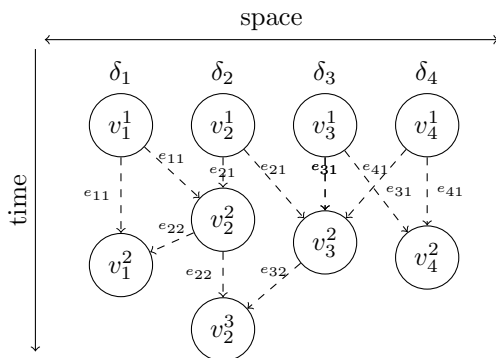 space
time
δ₁ δ₂ δ₃ δ₄
v₁¹ v₂¹ v₃¹ v₄¹
e₁₁ e₂₁ e₂₁ e₃₁ e₄₁
e₁₁ e₃₁ e₄₁
v₂²
e₂₂ v₃²
v₁² v₄²
e₂₂ e₃₂
v₂³